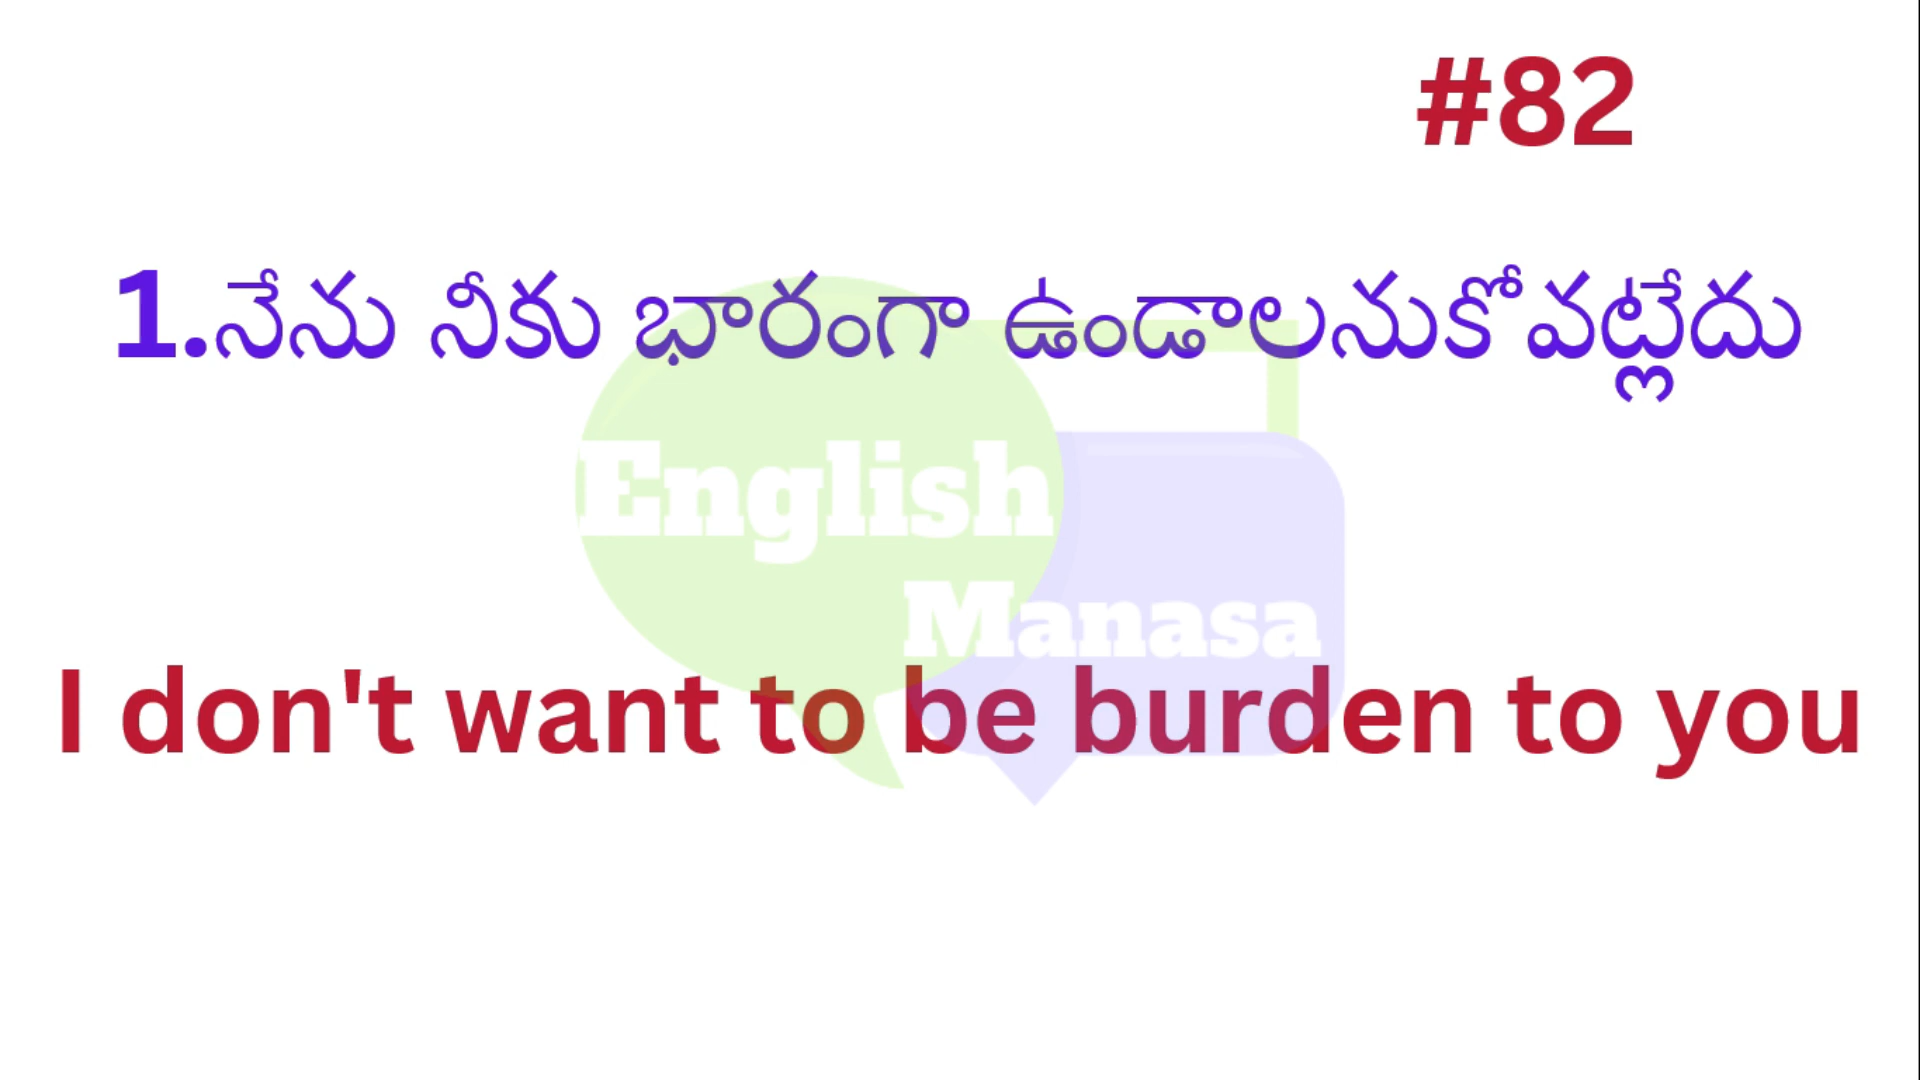 #82
1.నేను నీకు భారంగా ఉండాలనుకోవట్లేదు
English
Manasa
I don't want to be burden to you